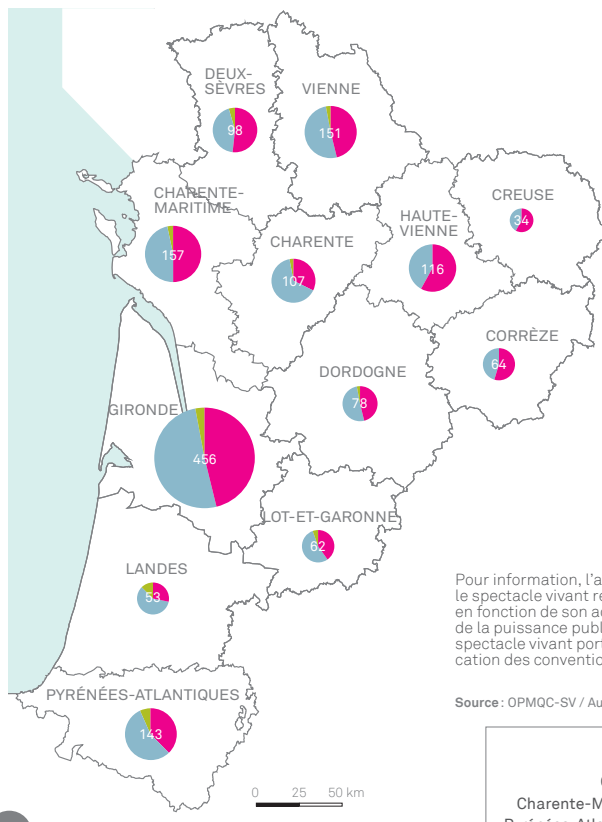 DEUX-
SÈVRES
98
VIENNE
151
CHARENTE-
MARITIME
157
CHARENTE
107
HAUTE-
VIENNE
116
CREUSE
34
CORRÈZE
64
DORDOGNE
78
GIRONDE
456
LOT-ET-GARONNE
62
LANDES
53
PYRÉNÉES-ATLANTIQUES
143
0 25 50 km
Pour information, l'a
le spectacle vivant re
en fonction de son ac
de la puissance publ
spectacle vivant port
cation des conventio
Source : OPMQC-SV / Au
Charente-M